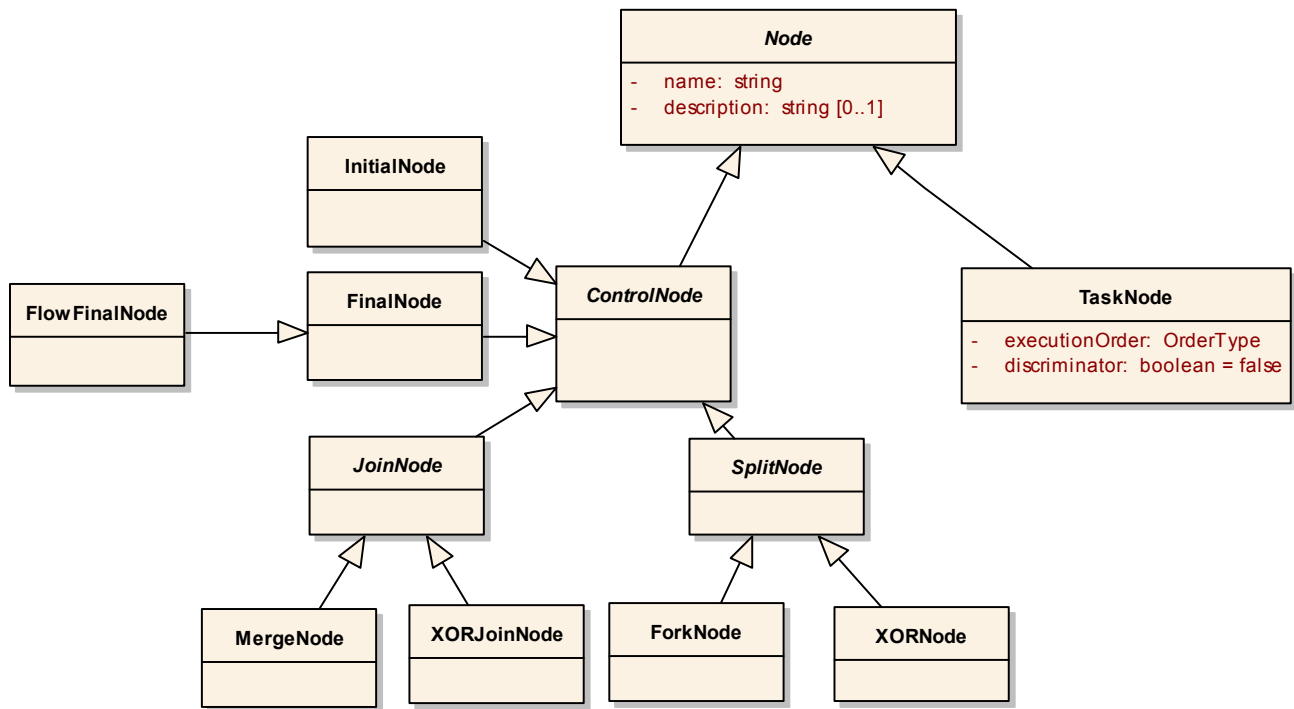 Node
- name: string
- description: string [0..1]
InitialNode
ControlNode
TaskNode
- executionOrder: OrderType
- discriminator: boolean = false
FlowFinalNode
FinalNode
JoinNode
SplitNode
MergeNode
XORJoinNode
ForkNode
XORNode